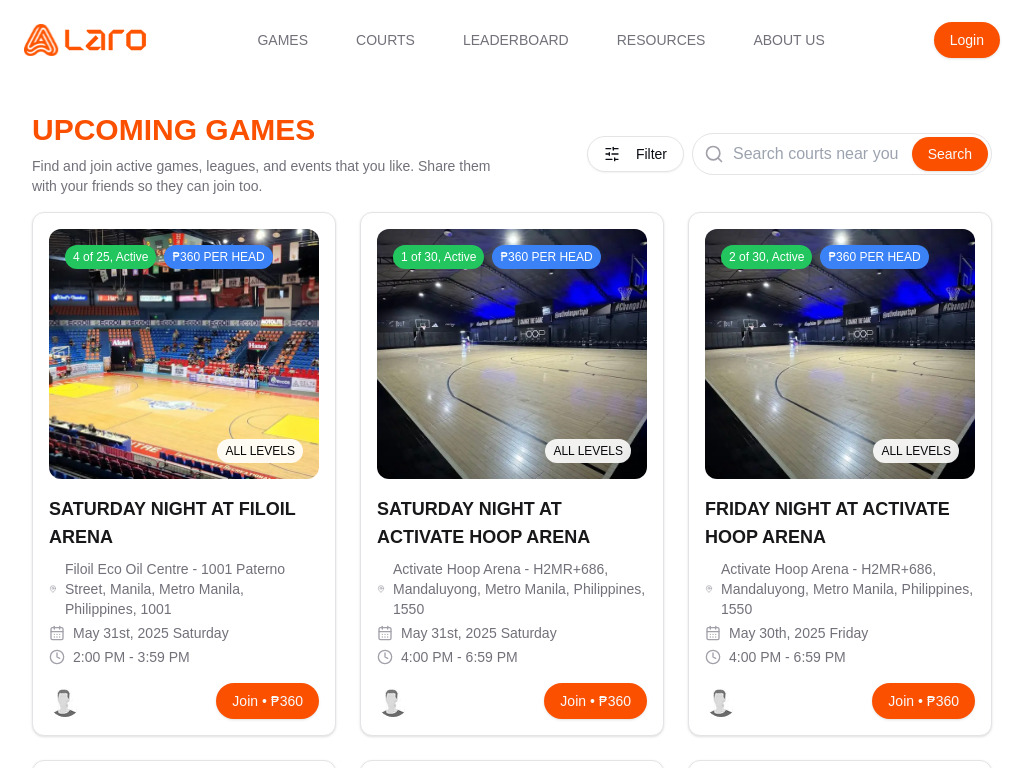 Laro
GAMES
COURTS
LEADERBOARD
RESOURCES
ABOUT US
Login
UPCOMING GAMES
Find and join active games, leagues, and events that you like. Share them
with your friends so they can join too.
Filter
Search courts near you
Search
4 of 25, Active
₱360 PER HEAD
ALL LEVELS
SATURDAY NIGHT AT FILOIL
ARENA
Filoil Eco Oil Centre - 1001 Paterno
Street, Manila, Metro Manila,
Philippines, 1001
May 31st, 2025 Saturday
2:00 PM - 3:59 PM
Join • ₱360
1 of 30, Active
₱360 PER HEAD
HOOP
ALL LEVELS
SATURDAY NIGHT AT
ACTIVATE HOOP ARENA
Activate Hoop Arena - H2MR+686,
Mandaluyong, Metro Manila, Philippines,
1550
May 31st, 2025 Saturday
4:00 PM - 6:59 PM
Join • ₱360
2 of 30, Active
₱360 PER HEAD
HOOP
ALL LEVELS
FRIDAY NIGHT AT ACTIVATE
HOOP ARENA
Activate Hoop Arena - H2MR+686,
Mandaluyong, Metro Manila, Philippines,
1550
May 30th, 2025 Friday
4:00 PM - 6:59 PM
Join • ₱360